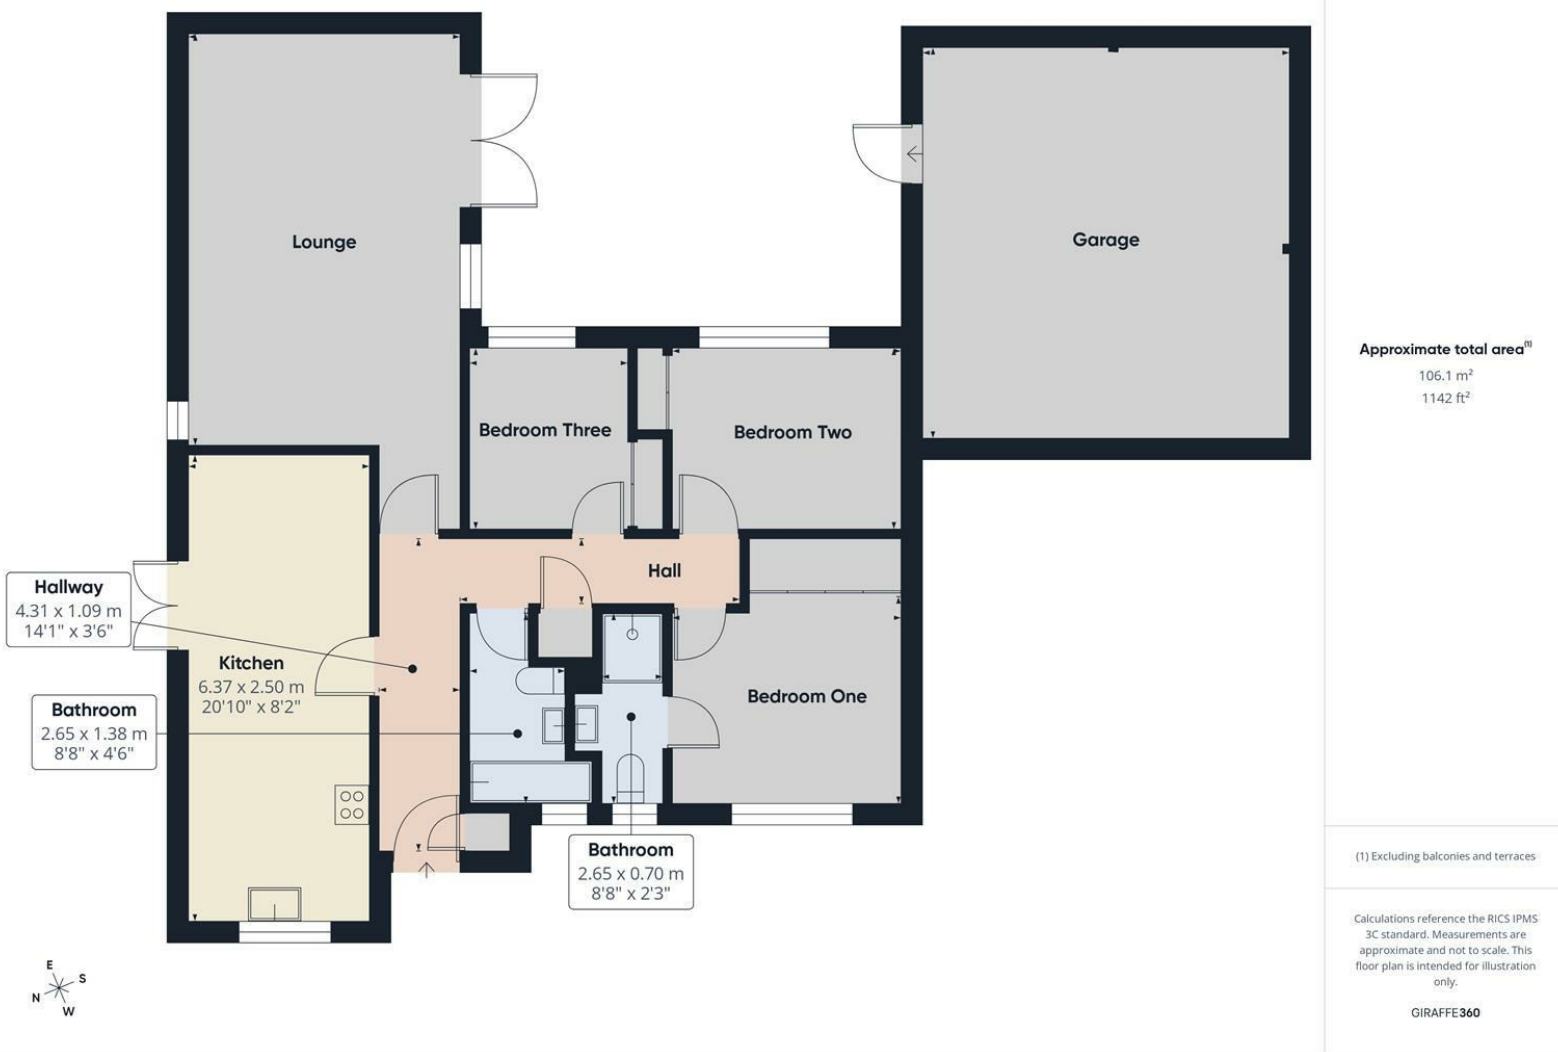 Lounge
Garage
Bedroom Three
Bedroom Two
Hall
Hallway
4.31 x 1.09 m
14'1" x 3'6"
Kitchen
6.37 x 2.50 m
20'10" x 8'2"
Bedroom One
Bathroom
2.65 x 1.38 m
8'8" x 4'6"
Bathroom
2.65 x 0.70 m
8'8" x 2'3"
E
S
N
W
Approximate total area(1)
106.1 m²
1142 ft²
(1) Excluding balconies and terraces
Calculations reference the RICS IPMS
3C standard. Measurements are
approximate and not to scale. This
floor plan is intended for illustration
only.
GIRAFFE360